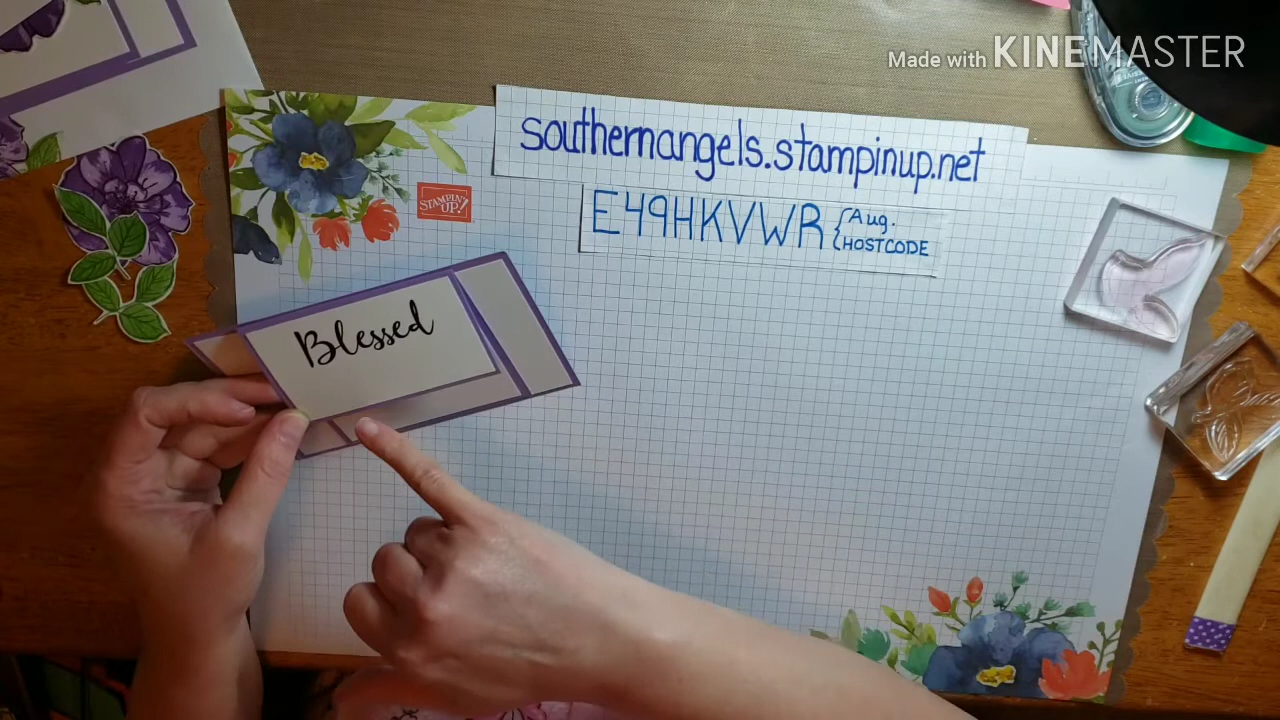 Made with KINEMASTER
southernangels.stampinup.net
E49HKVWR {Aug.
HOSTCODE
STAMPIN' UP!
Blessed